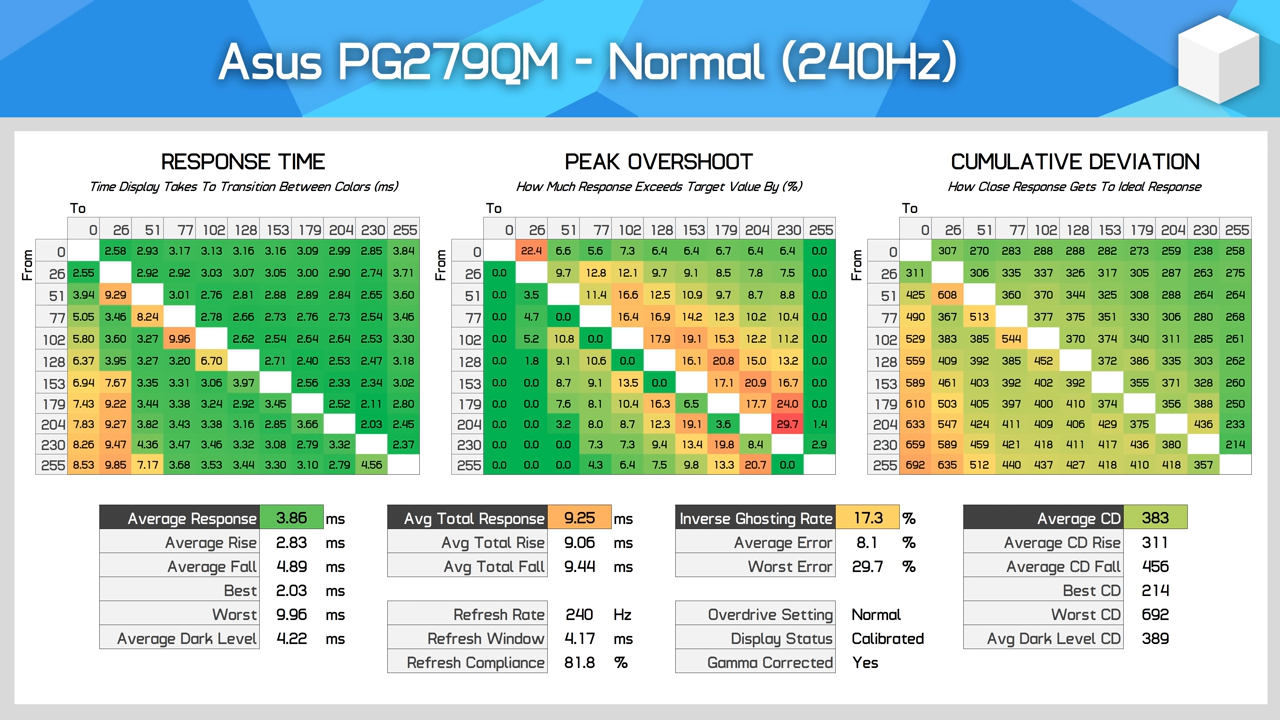 Asus PG279QM - Normal (240Hz)
RESPONSE TIME
Time Display Takes To Transition Between Colors (ms)
To
From
0 26 51 77 102 128 153 179 204 230 255
0 2.58 2.93 3.17 3.13 3.16 3.16 3.09 2.99 2.85 3.84
26 2.55 2.92 2.92 3.03 3.07 3.05 3.00 2.90 2.74 3.71
51 3.94 9.29 3.01 2.76 2.81 2.88 2.89 2.84 2.65 3.60
77 5.05 3.46 8.24 2.78 2.66 2.73 2.76 2.73 2.54 3.46
102 5.80 3.60 3.27 9.96 2.62 2.54 2.64 2.64 2.53 3.30
128 6.37 3.95 3.27 3.20 6.70 2.71 2.40 2.53 2.47 3.18
153 6.94 7.67 3.35 3.31 3.06 3.97 2.56 2.33 2.34 3.02
179 7.43 9.22 3.44 3.38 3.24 2.92 3.45 2.52 2.11 2.80
204 7.83 9.27 3.82 3.43 3.38 3.16 2.85 3.66 2.03 2.45
230 8.26 9.47 4.36 3.47 3.46 3.32 3.08 2.79 3.32 2.37
255 8.53 9.85 7.17 3.68 3.53 3.44 3.30 3.10 2.79 4.56
PEAK OVERSHOOT
How Much Response Exceeds Target Value By (%)
To
From
0 26 51 77 102 128 153 179 204 230 255
0 22.4 6.6 5.6 7.3 6.4 6.4 6.7 6.4 6.4 0.0
26 0.0 9.7 12.8 12.1 9.7 9.1 8.5 7.8 7.5 0.0
51 0.0 3.5 11.4 16.6 12.5 10.9 9.7 8.7 8.8 0.0
77 0.0 4.7 0.0 16.4 16.9 14.2 12.3 10.2 10.4 0.0
102 0.0 5.2 10.8 0.0 17.9 19.1 15.3 12.2 11.2 0.0
128 0.0 1.8 9.1 10.6 0.0 16.1 20.8 15.0 13.2 0.0
153 0.0 0.0 8.7 9.1 13.5 0.0 17.1 20.9 16.7 0.0
179 0.0 0.0 7.6 8.1 10.4 16.3 6.5 17.7 24.0 0.0
204 0.0 0.0 3.2 8.0 8.7 12.3 19.1 3.6 29.7 1.4
230 0.0 0.0 0.0 7.3 7.3 9.4 13.4 19.8 8.4 2.9
255 0.0 0.0 0.0 4.3 6.4 7.5 9.8 13.3 20.7 0.0
CUMULATIVE DEVIATION
How Close Response Gets To Ideal Response
To
From
0 26 51 77 102 128 153 179 204 230 255
0 307 270 283 288 288 282 273 259 238 258
26 311 306 335 337 326 317 305 287 263 275
51 425 608 360 370 344 325 308 288 264 264
77 490 367 513 373 377 354 330 306 280 268
102 529 383 385 544 370 374 340 311 285 261
128 559 409 392 385 452 372 386 335 303 262
153 589 461 403 392 402 392 355 371 328 260
179 610 503 405 397 400 410 374 356 388 250
204 633 547 424 411 409 406 429 375 436 233
230 659 589 459 421 418 411 417 436 380 214
255 692 635 512 440 437 427 418 410 418 357
Average Response 3.86 ms
Average Rise 2.83 ms
Average Fall 4.89 ms
Best 2.03 ms
Worst 9.96 ms
Average Dark Level 4.22 ms
Avg Total Response 9.25 ms
Avg Total Rise 9.06 ms
Avg Total Fall 9.44 ms
Refresh Rate 240 Hz
Refresh Window 4.17 ms
Refresh Compliance 81.8 %
Inverse Ghosting Rate 17.3 %
Average Error 8.1 %
Worst Error 29.7 %
Overdrive Setting Normal
Display Status Calibrated
Gamma Corrected Yes
Average CD 383
Average CD Rise 311
Average CD Fall 456
Best CD 214
Worst CD 692
Avg Dark Level CD 389